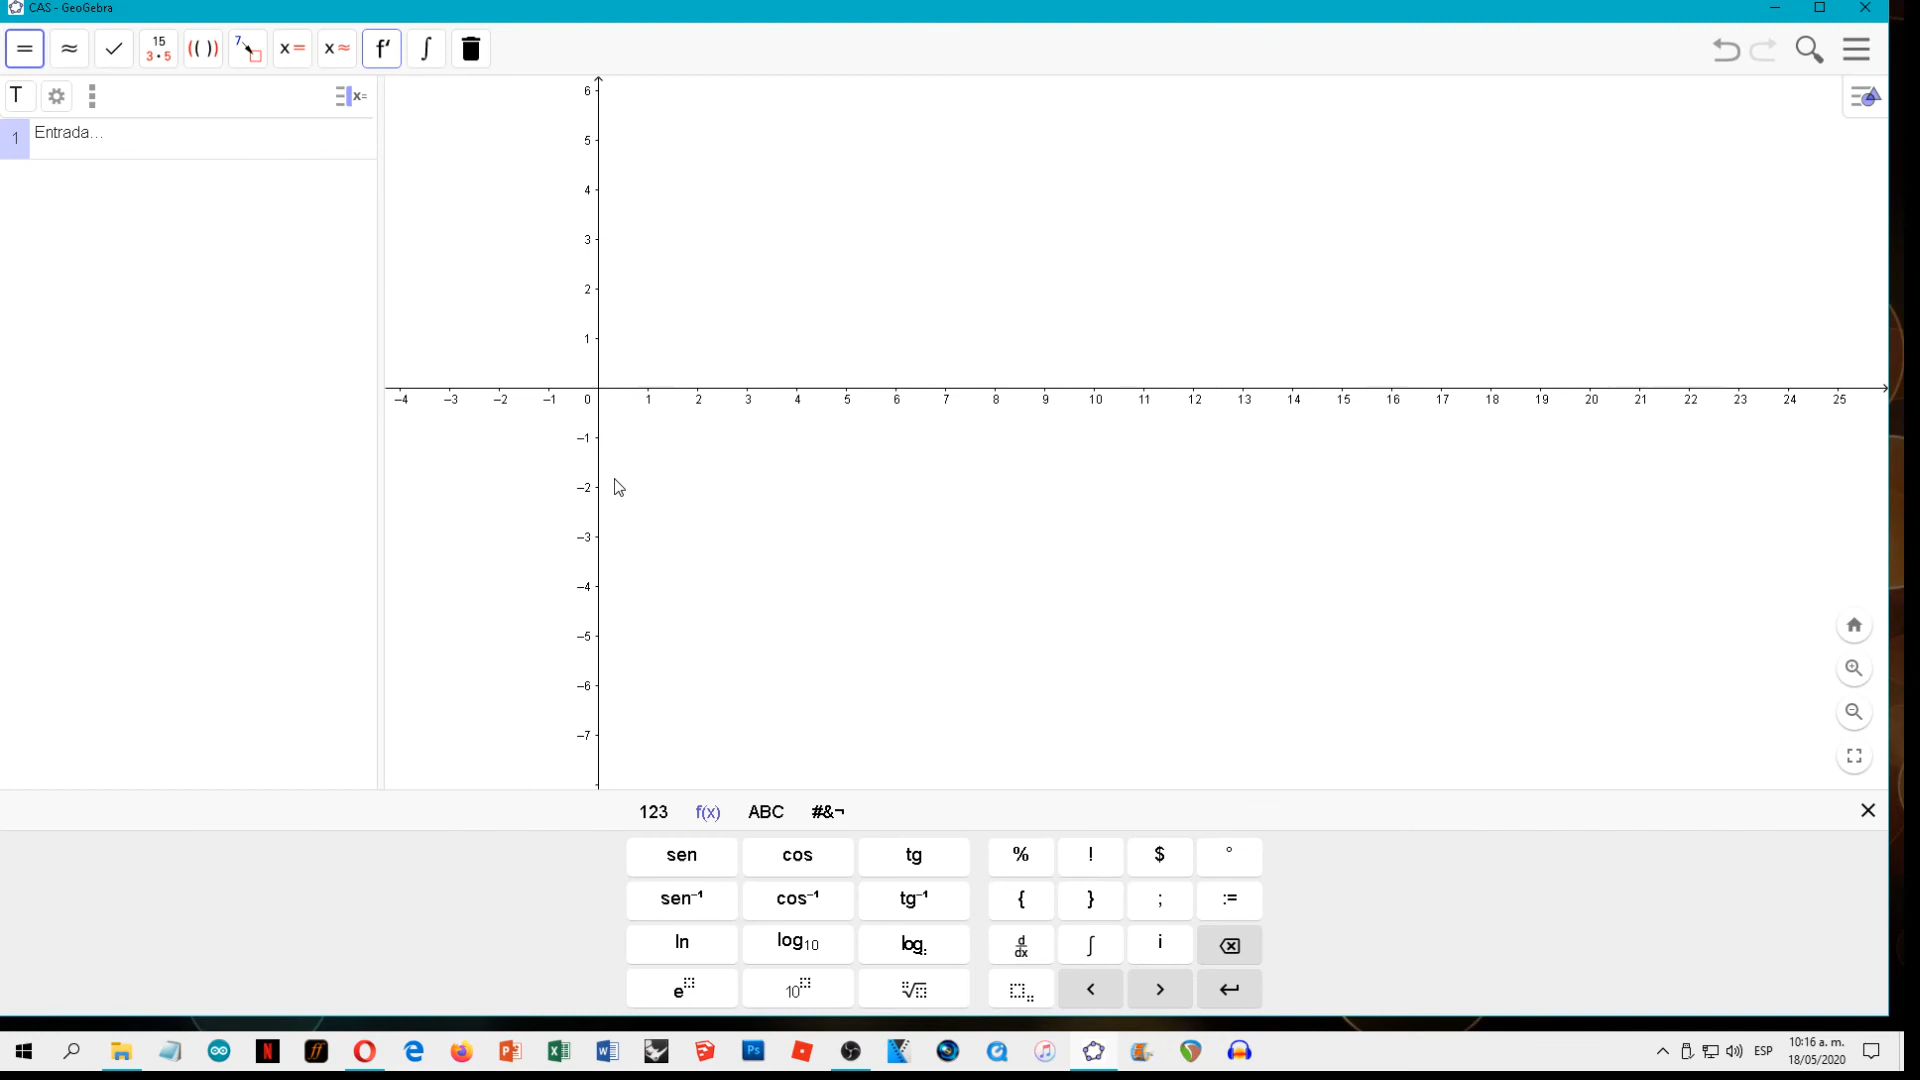 CAS - GeoGebra
= ≈ ✓ 15 3·5 (( )) 7 x= x≈ f′ ∫
T x=
1 Entrada...
6
5
4
3
2
1
–4 –3 –2 –1 0 1 2 3 4 5 6 7 8 9 10 11 12 13 14 15 16 17 18 19 20 21 22 23 24 25
–1
–2
–3
–4
–5
–6
–7
123 f(x) ABC #&¬
sen cos tg % ! $ °
sen⁻¹ cos⁻¹ tg⁻¹ { } ; :=
ln log₁₀ log d/dx ∫ i
e 10 √ < >
ESP
10:16 a. m.
18/05/2020